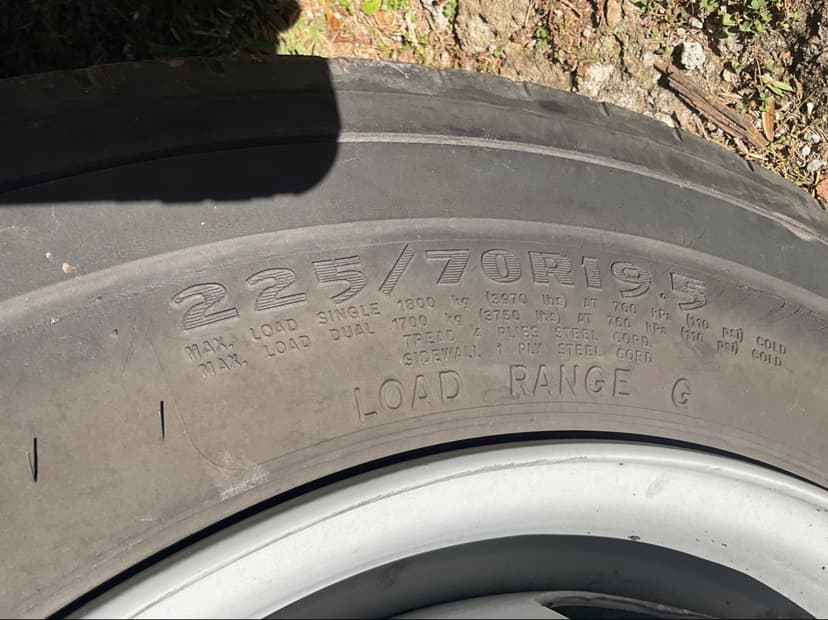 225/70R19.5
MAX. LOAD SINGLE 1800 kg (3970 lbs) AT 760 kPa (110 psi) COLD
MAX. LOAD DUAL 1700 kg (3750 lbs) AT 760 kPa (110 psi) COLD
TREAD 4 PLIES STEEL CORD
SIDEWALL 1 PLY STEEL CORD
LOAD RANGE G